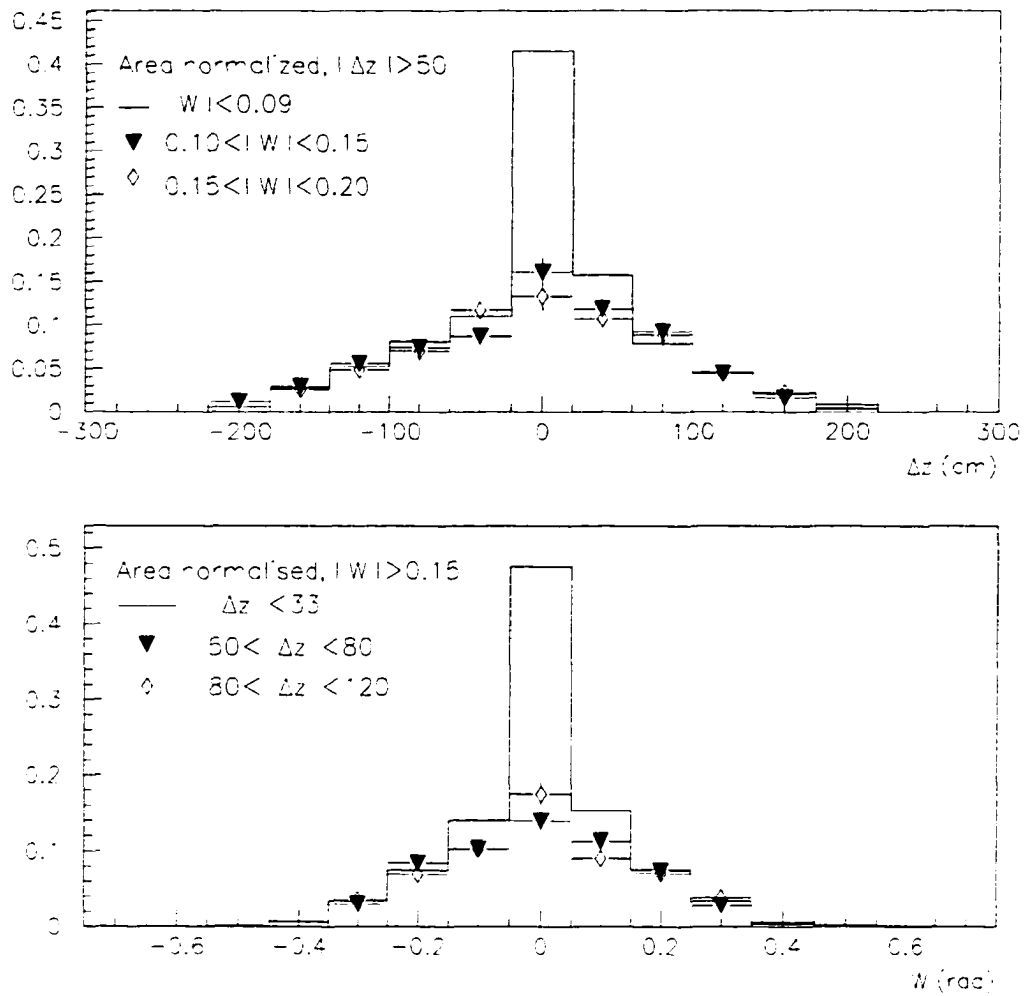 0.45
0.4
0.35
0.3
0.25
0.2
0.15
0.1
0.05
0
Area normalized, |Δz|>50
W|<0.09
0.10<|W|<0.15
0.15<|W|<0.20
-300 -200 -100 0 100 200 300
Δz (cm)
0.5
0.4
0.3
0.2
0.1
0
Area normalised, |W|>0.15
Δz <33
50< Δz <80
80< Δz <120
-0.6 -0.4 -0.2 0 0.2 0.4 0.6
W (rad)